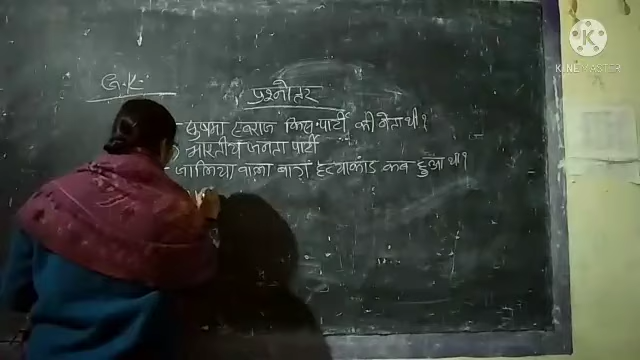 G.K.
प्रश्नोतर
सुषमा स्वराज किस पार्टी की नेता थी ?
भारतीय जनता पार्टी
जालिया वाला बाग हत्याकांड कब हुआ था ?
KINEMASTER